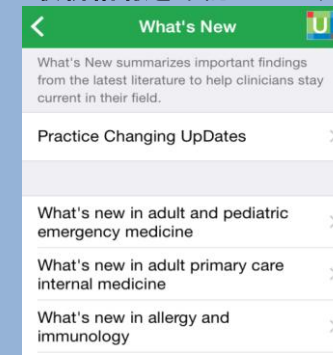 What's New
U
What's New summarizes important findings
from the latest literature to help clinicians stay
current in their field.
Practice Changing UpDates
What's new in adult and pediatric
emergency medicine
What's new in adult primary care
internal medicine
What's new in allergy and
immunology